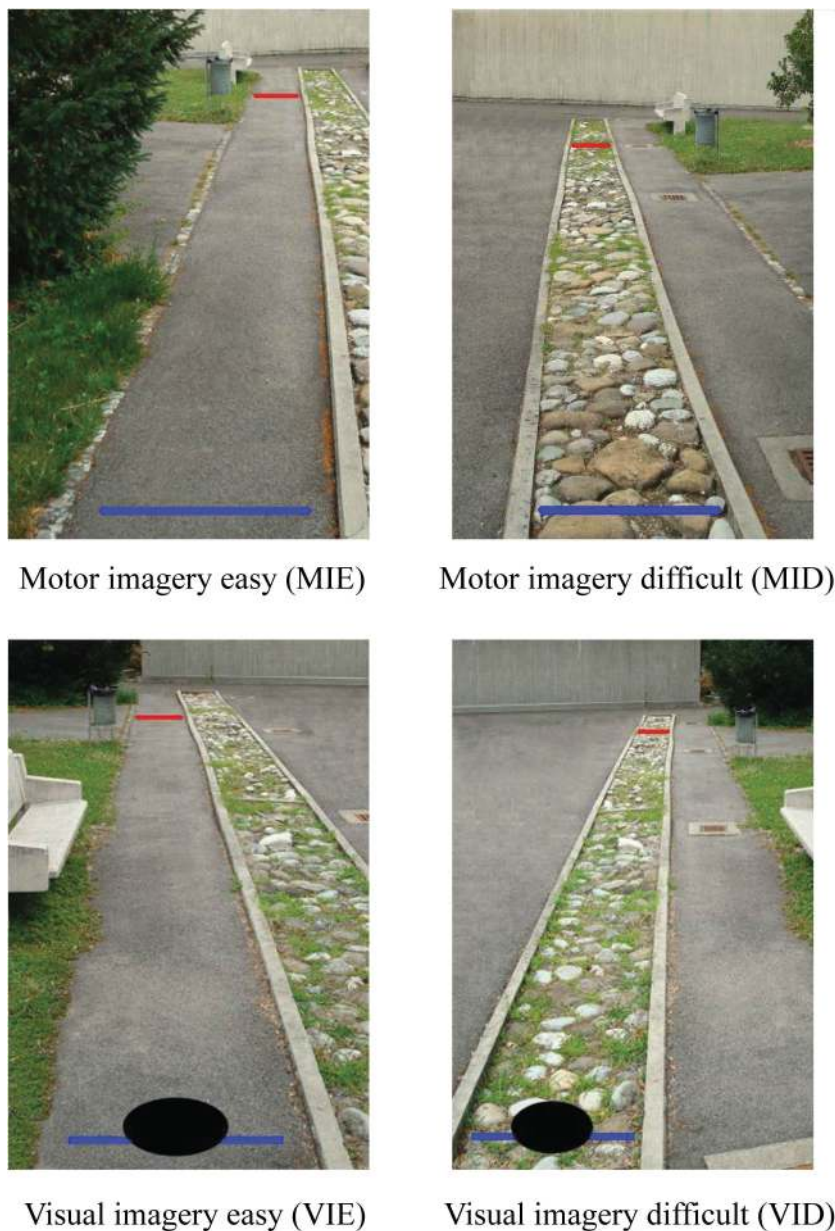 Motor imagery easy (MIE)
Motor imagery difficult (MID)
Visual imagery easy (VIE)
Visual imagery difficult (VID)